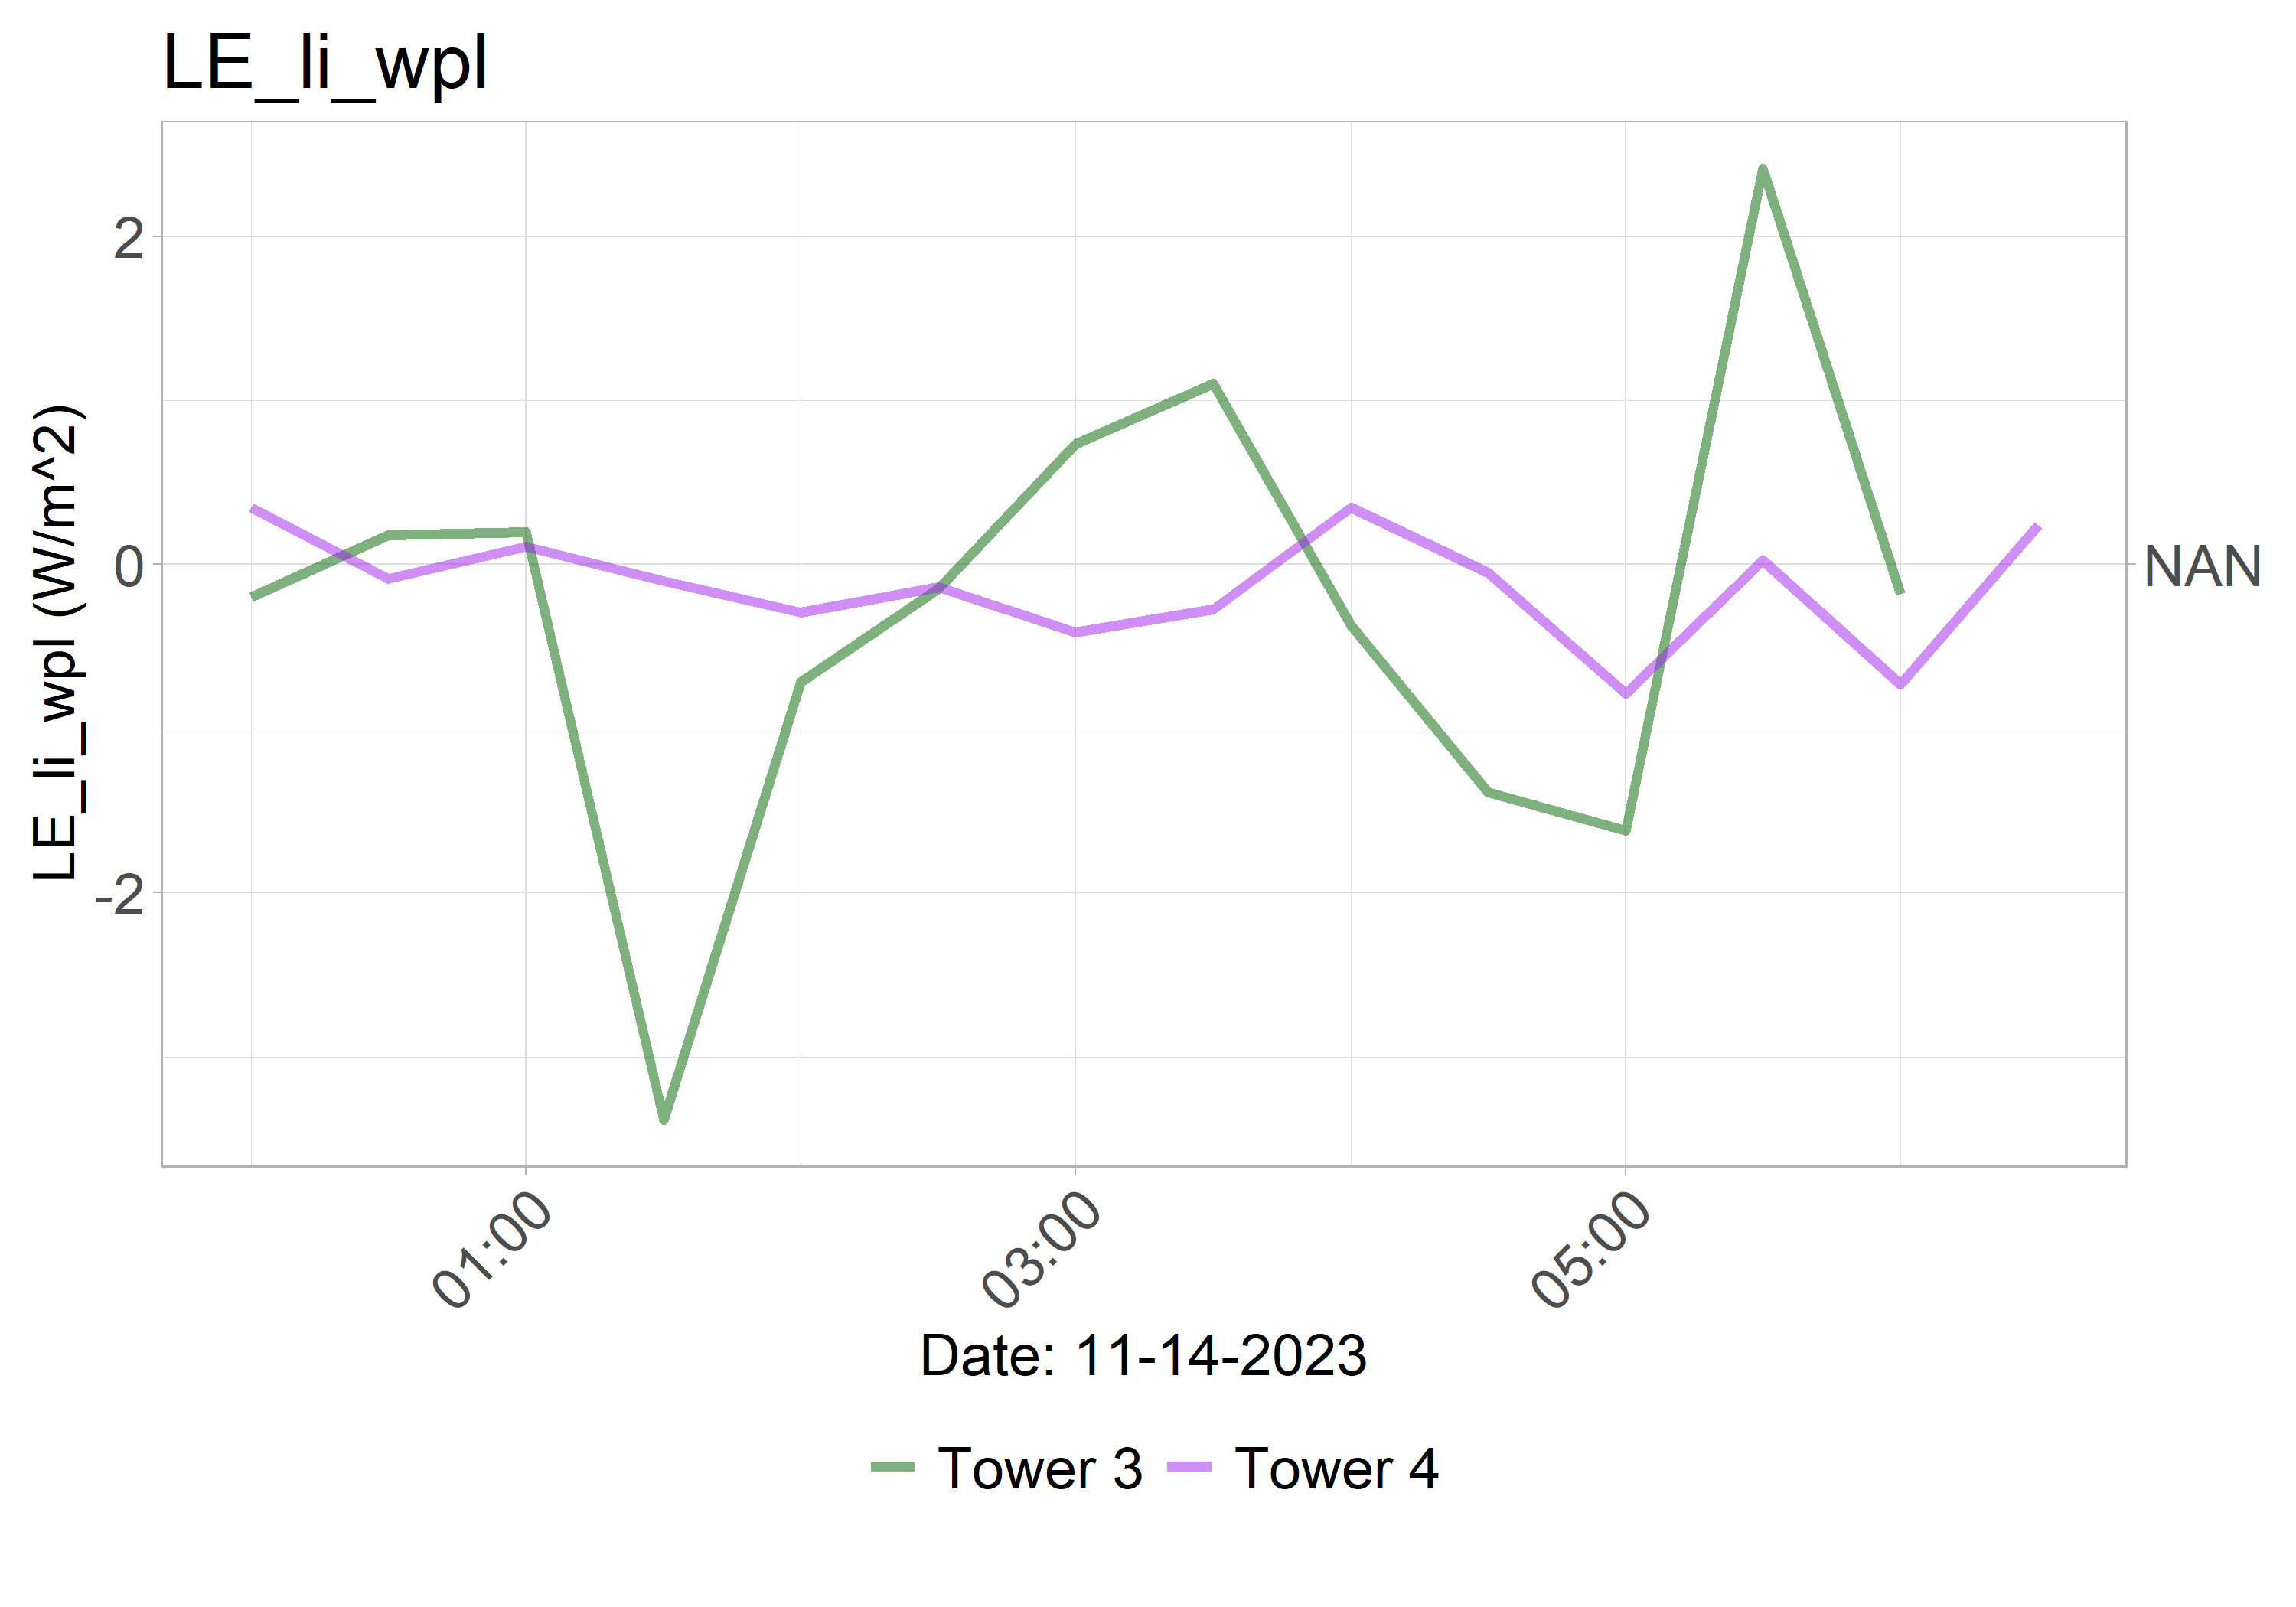 LE_li_wpl
LE_li_wpl (W/m^2)
2
0
-2
NAN
01:00
03:00
05:00
Date: 11-14-2023
Tower 3
Tower 4